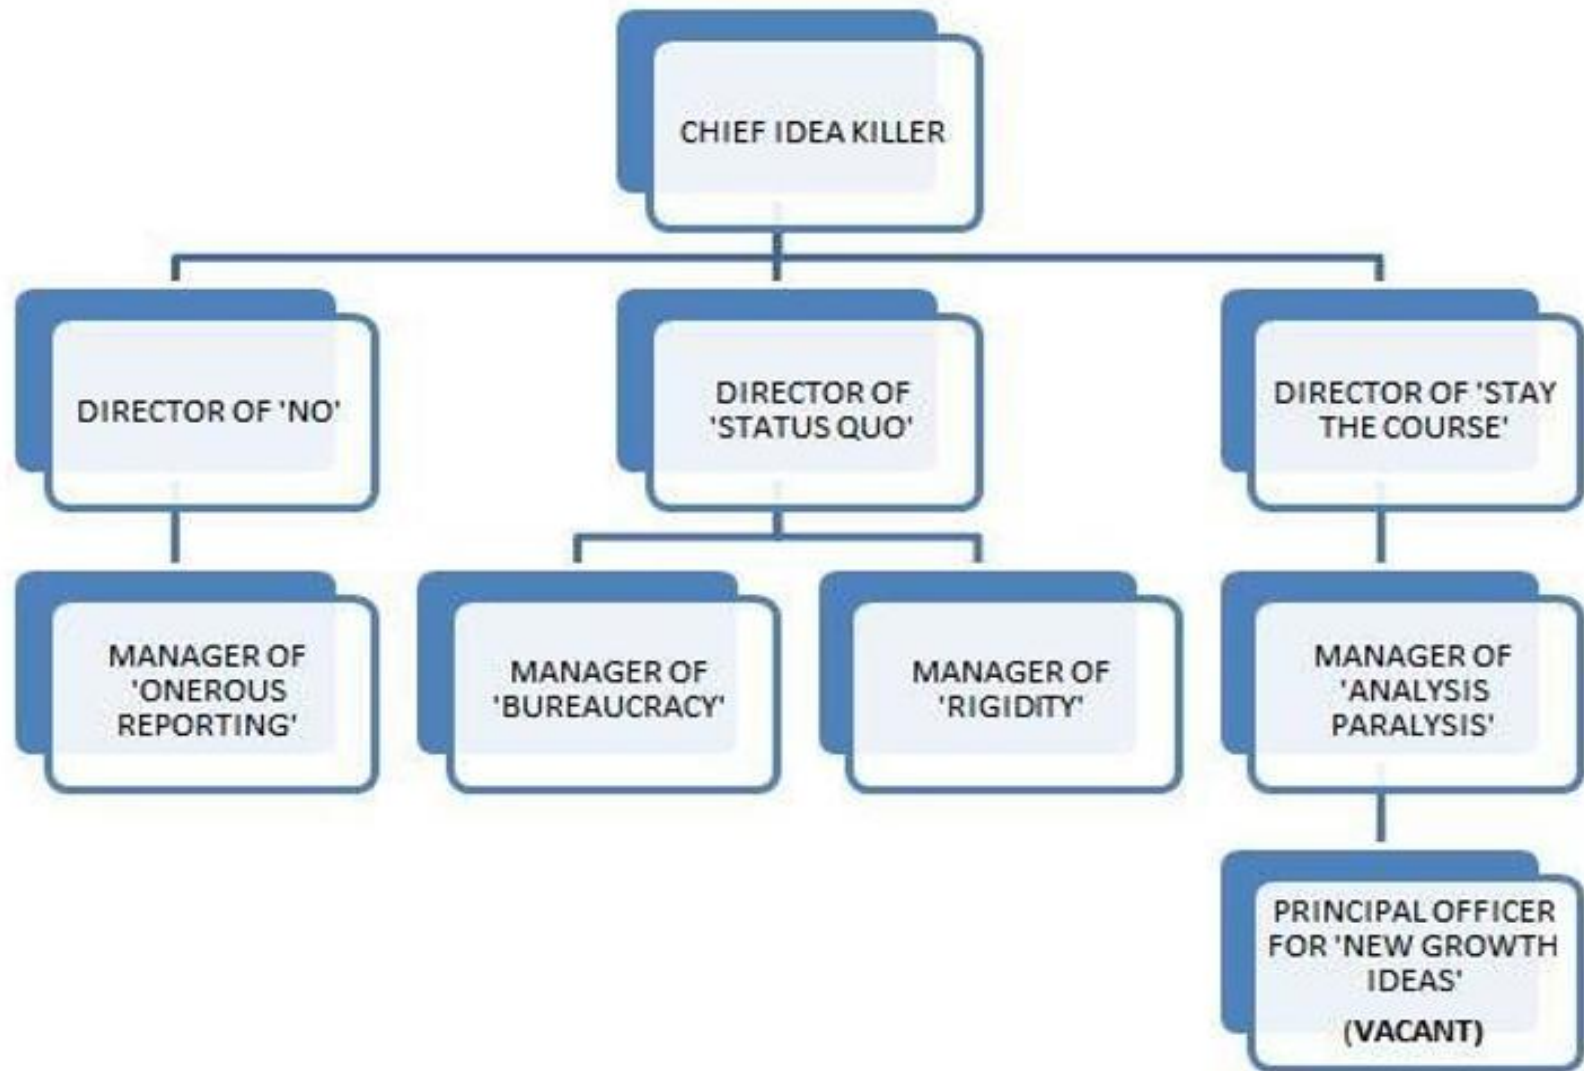 CHIEF IDEA KILLER
DIRECTOR OF 'NO'
DIRECTOR OF
'STATUS QUO'
DIRECTOR OF 'STAY
THE COURSE'
MANAGER OF
'ONEROUS
REPORTING'
MANAGER OF
'BUREAUCRACY'
MANAGER OF
'RIGIDITY'
MANAGER OF
'ANALYSIS
PARALYSIS'
PRINCIPAL OFFICER
FOR 'NEW GROWTH
IDEAS'
(VACANT)